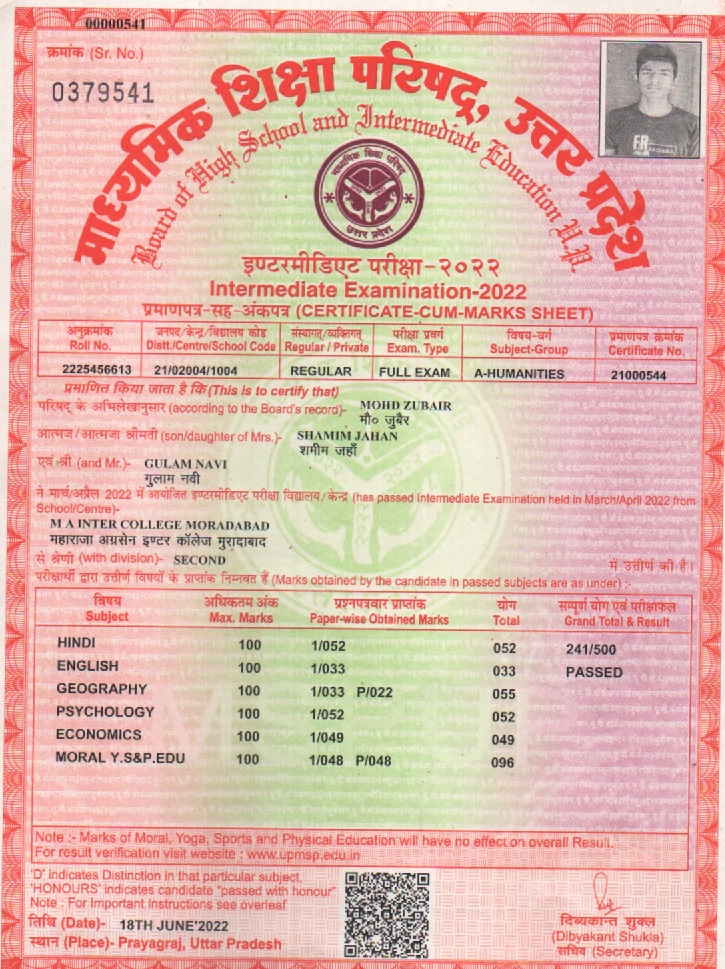 00000541
क्रमांक (Sr. No.)
0379541
माध्यमिक शिक्षा परिषद्, उत्तर प्रदेश
Board of High School and Intermediate Education U.P.
माध्यमिक शिक्षा परिषद्
उत्तर प्रदेश
इण्टरमीडिएट परीक्षा-२०२२
Intermediate Examination-2022
प्रमाणपत्र-सह-अंकपत्र (CERTIFICATE-CUM-MARKS SHEET)
अनुक्रमांक जनपद/केन्द्र/विद्यालय कोड संस्थागत/व्यक्तिगत परीक्षा प्रवर्ग विषय-वर्ग प्रमाणपत्र क्रमांक
Roll No. Distt./Centre/School Code Regular / Private Exam. Type Subject-Group Certificate No.
2225456613 21/02004/1004 REGULAR FULL EXAM A-HUMANITIES 21000544
प्रमाणित किया जाता है कि (This is to certify that)
परिषद् के अभिलेखानुसार (according to the Board's record)- MOHD ZUBAIR
मौ० जुबैर
आत्मज/आत्मजा श्रीमती (son/daughter of Mrs.)- SHAMIM JAHAN
शमीम जहाँ
एवं श्री (and Mr.)- GULAM NAVI
गुलाम नवी
ने मार्च/अप्रैल 2022 में आयोजित इण्टरमीडिएट परीक्षा विद्यालय/केन्द्र (has passed Intermediate Examination held in March/April 2022 from
School/Centre)-
M A INTER COLLEGE MORADABAD
महाराजा अग्रसेन इण्टर कॉलेज मुरादाबाद
से श्रेणी (with division)- SECOND में उत्तीर्ण की है।
परीक्षार्थी द्वारा उत्तीर्ण विषयों के प्राप्तांक निम्नवत हैं (Marks obtained by the candidate in passed subjects are as under) :-
विषय अधिकतम अंक प्रश्नपत्रवार प्राप्तांक योग सम्पूर्ण योग एवं परीक्षाफल
Subject Max. Marks Paper-wise Obtained Marks Total Grand Total & Result
HINDI 100 1/052 052 241/500
ENGLISH 100 1/033 033 PASSED
GEOGRAPHY 100 1/033 P/022 055
PSYCHOLOGY 100 1/052 052
ECONOMICS 100 1/049 049
MORAL Y.S&P.EDU 100 1/048 P/048 096
Note :- Marks of Moral, Yoga, Sports and Physical Education will have no effect on overall Result.
For result verification visit website : www.upmsp.edu.in
'D' indicates Distinction in that particular subject,
'HONOURS' indicates candidate "passed with honour"
Note : For Important Instructions see overleaf
तिथि (Date)- 18TH JUNE'2022
स्थान (Place)- Prayagraj, Uttar Pradesh
दिव्यकान्त शुक्ल
(Dibyakant Shukla)
सचिव (Secretary)